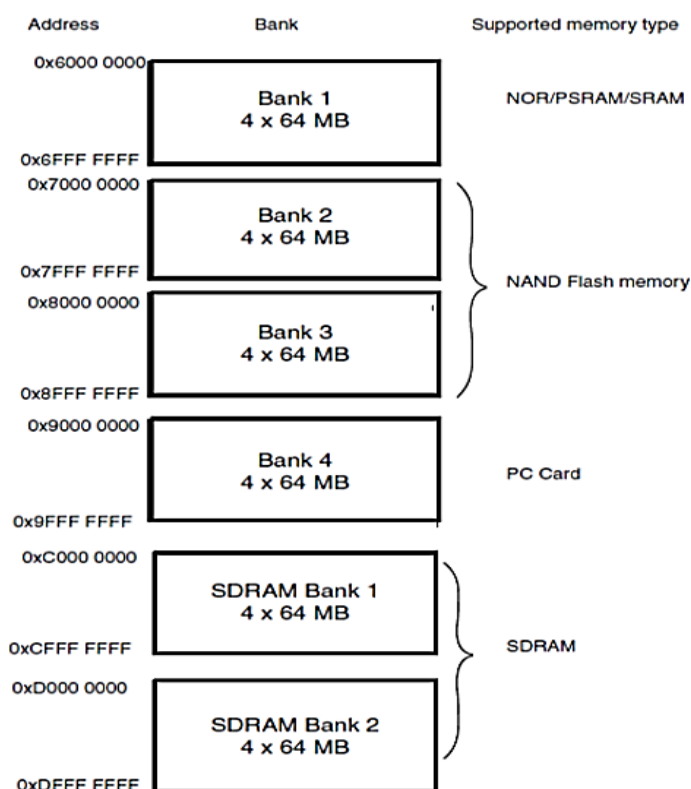 Address Bank Supported memory type
0x6000 0000
Bank 1
4 x 64 MB
NOR/PSRAM/SRAM
0x6FFF FFFF
0x7000 0000
Bank 2
4 x 64 MB
0x7FFF FFFF
NAND Flash memory
0x8000 0000
Bank 3
4 x 64 MB
0x8FFF FFFF
0x9000 0000
Bank 4
4 x 64 MB
PC Card
0x9FFF FFFF
0xC000 0000
SDRAM Bank 1
4 x 64 MB
0xCFFF FFFF
SDRAM
0xD000 0000
SDRAM Bank 2
4 x 64 MB
0xDFFF FFFF